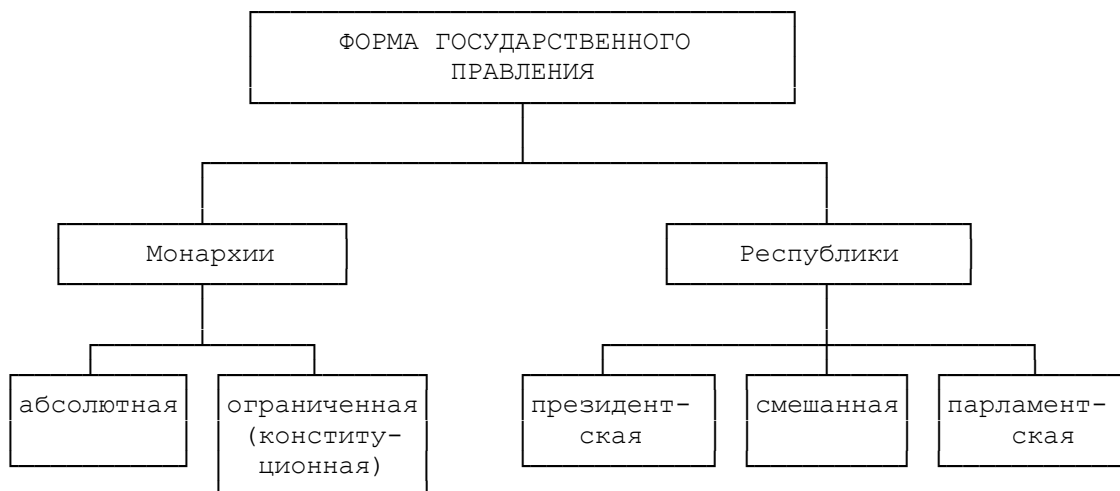 ФОРМА ГОСУДАРСТВЕННОГО
ПРАВЛЕНИЯ
Монархии
Республики
абсолютная
ограниченная
(конститу-
ционная)
президент-
ская
смешанная
парламент-
ская